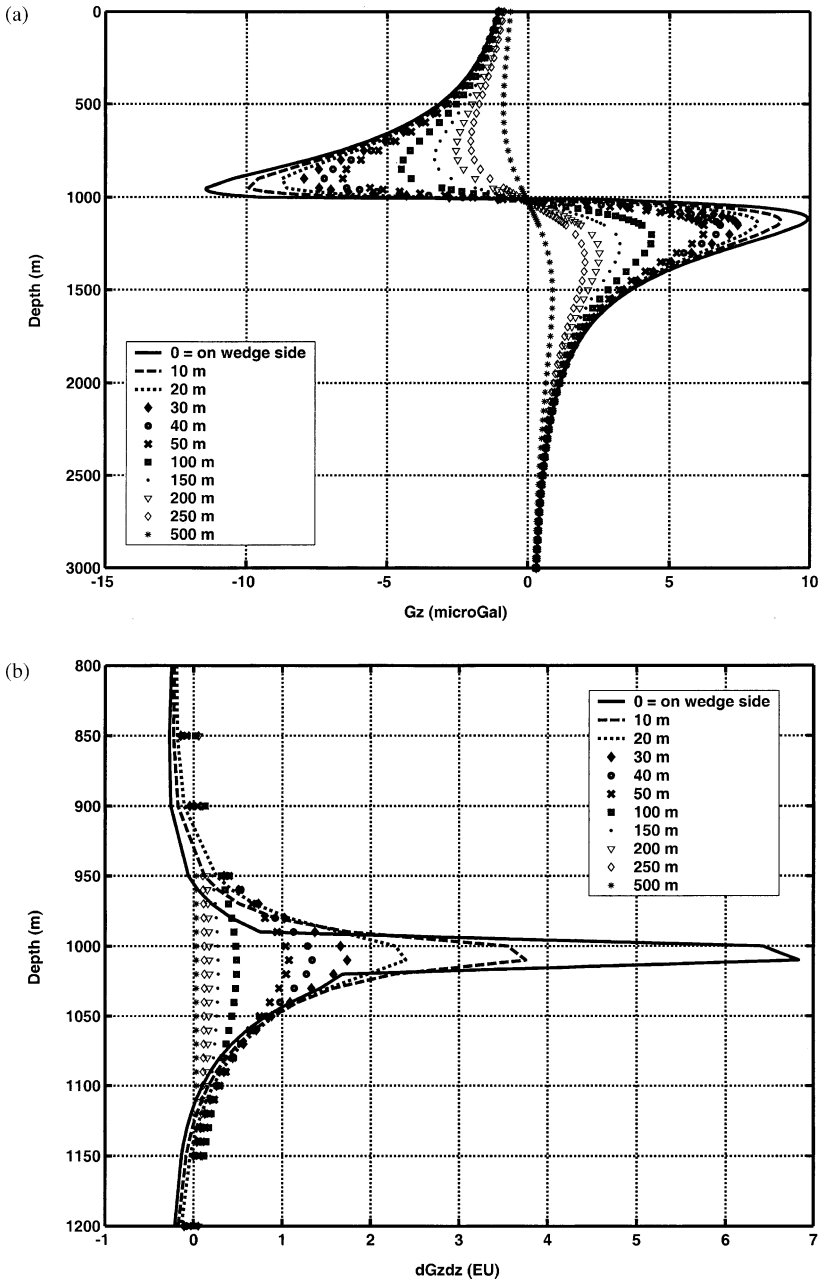 (a)
0
500
1000
1500
2000
2500
3000
Depth (m)
0 = on wedge side
10 m
20 m
30 m
40 m
50 m
100 m
150 m
200 m
250 m
500 m
-15 -10 -5 0 5 10
Gz (microGal)
(b)
800
850
900
950
1000
1050
1100
1150
1200
Depth (m)
0 = on wedge side
10 m
20 m
30 m
40 m
50 m
100 m
150 m
200 m
250 m
500 m
-1 0 1 2 3 4 5 6 7
dGzdz (EU)